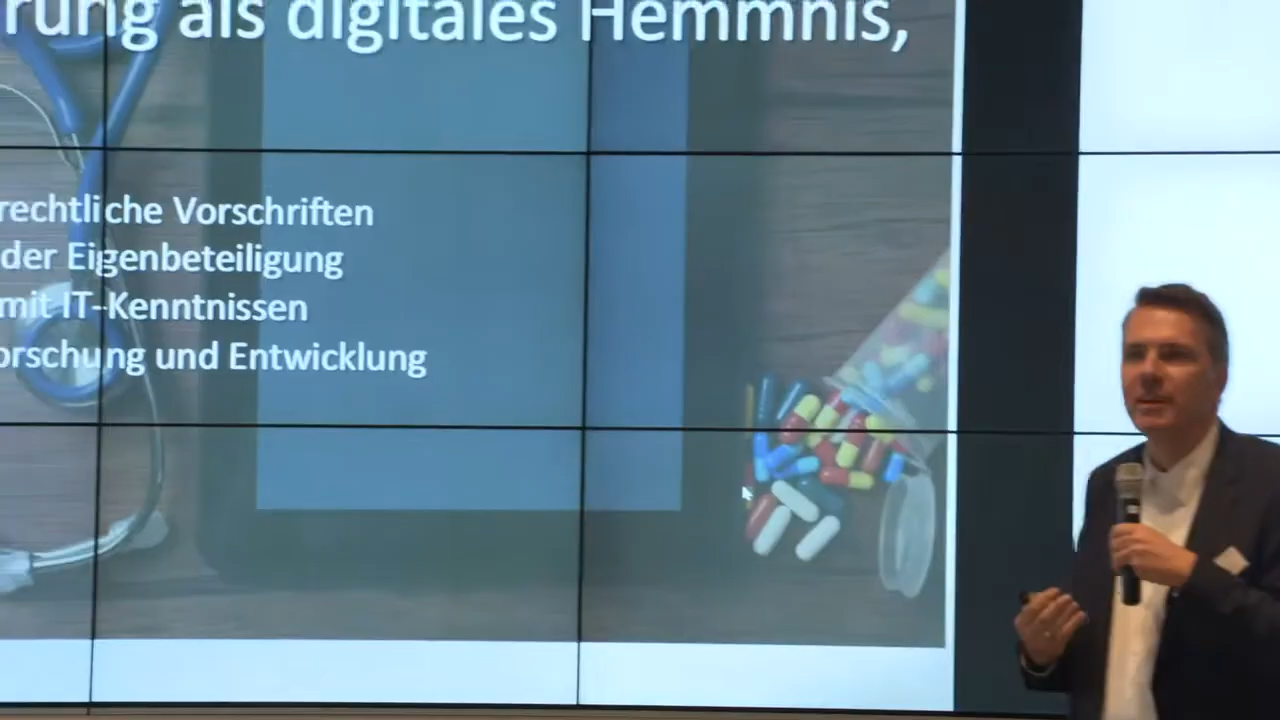 rung als digitales Hemmnis,
rechtliche Vorschriften
der Eigenbeteiligung
mit IT-Kenntnissen
orschung und Entwicklung